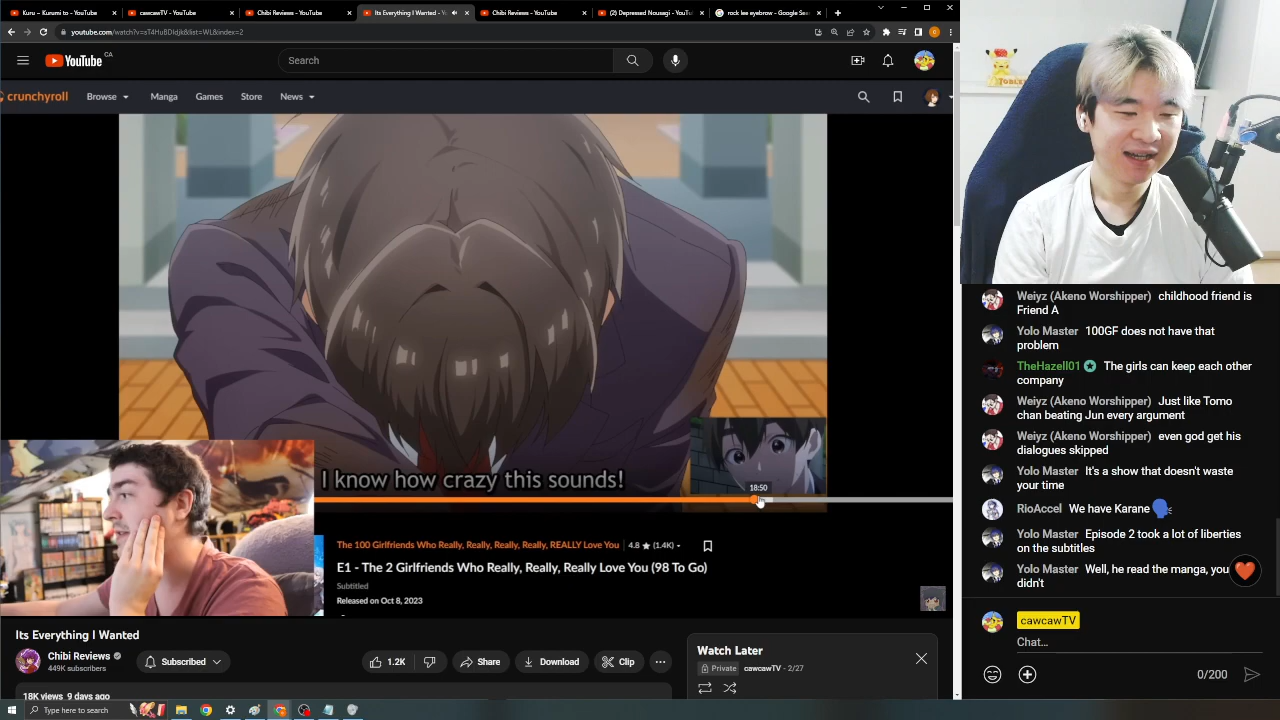 Kuru – Kurumi to - YouTube
cawcawTV - YouTube
Chibi Reviews - YouTube
Its Everything I Wanted - Y
Chibi Reviews - YouTube
(2) Depressed Nousagi - YouT
rock lee eyebrow - Google Sea
youtube.com/watch?v=sT4Hu8DIdjk&list=WL&index=2
YouTube
CA
Search
crunchyroll
Browse
Manga
Games
Store
News
I know how crazy this sounds!
18:50
The 100 Girlfriends Who Really, Really, Really, Really, REALLY Love You
4.8 ★ (1.4K)
E1 - The 2 Girlfriends Who Really, Really, Really Love You (98 To Go)
Subtitled
Released on Oct 8, 2023
Its Everything I Wanted
Chibi Reviews
449K subscribers
Subscribed
1.2K
Share
Download
Clip
18K views 9 days ago
Watch Later
Private
cawcawTV - 2/27
Type here to search
Weiyz (Akeno Worshipper) childhood friend is
Friend A
Yolo Master 100GF does not have that
problem
TheHazell01 The girls can keep each other
company
Weiyz (Akeno Worshipper) Just like Tomo
chan beating Jun every argument
Weiyz (Akeno Worshipper) even god get his
dialogues skipped
Yolo Master It's a show that doesn't waste
your time
RioAccel We have Karane 🗣
Yolo Master Episode 2 took a lot of liberties
on the subtitles
Yolo Master Well, he read the manga, you
didn't
cawcawTV
Chat...
0/200